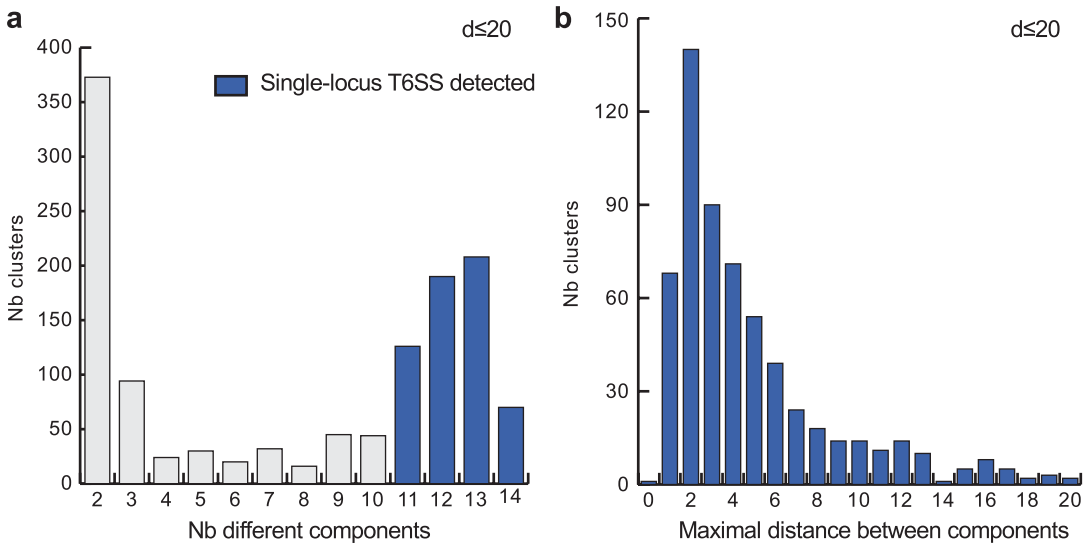 a
d≤20
Single-locus T6SS detected
Nb clusters
400
350
300
250
200
150
100
50
0
2 3 4 5 6 7 8 9 10 11 12 13 14
Nb different components
b
d≤20
Nb clusters
150
120
90
60
30
0
0 2 4 6 8 10 12 14 16 18 20
Maximal distance between components